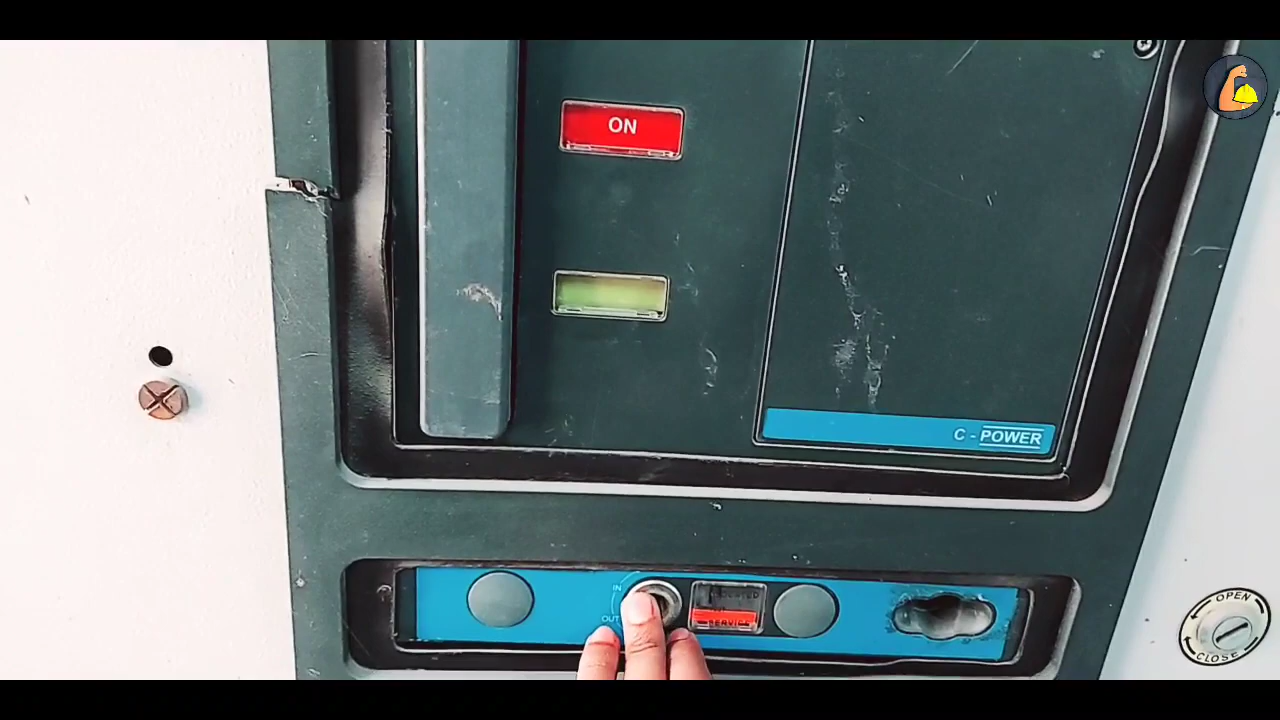 ON
C - POWER
IN
OUT
SERVICE
OPEN
CLOSE